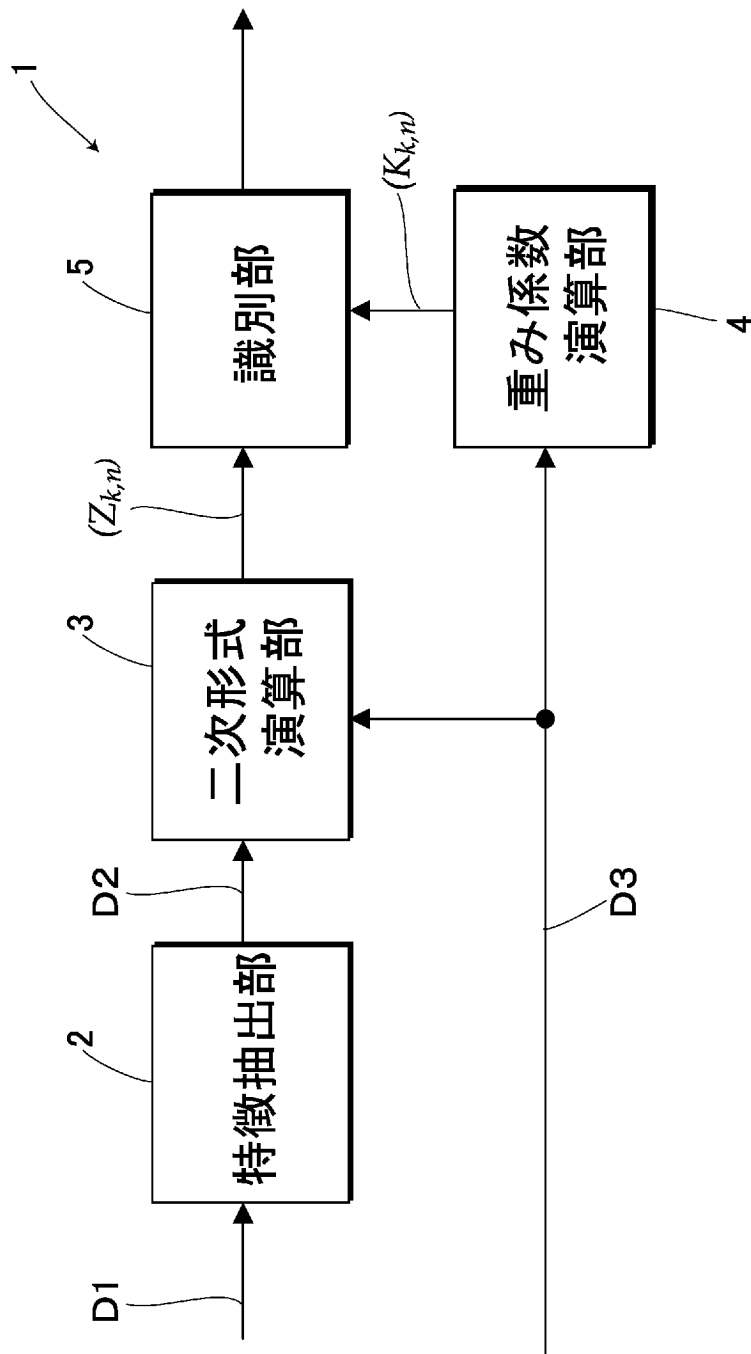 1
2
特徴抽出部
D1
D2
3
二次形式
演算部
(Z_{k,n})
5
識別部
(K_{k,n})
重み係数
演算部
4
D3